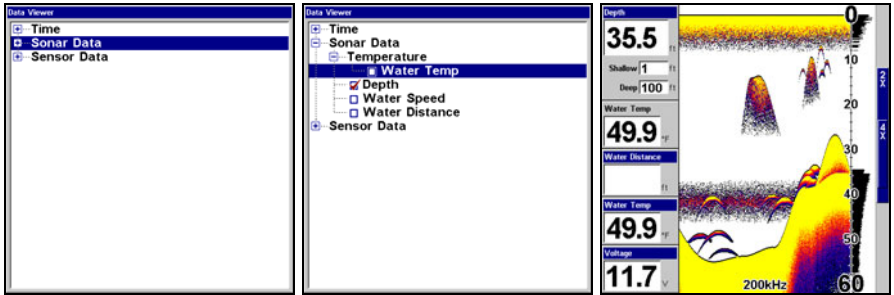 Data Viewer
Time
Sonar Data
Sensor Data
Data Viewer
Time
Sonar Data
Temperature
Water Temp
Depth
Water Speed
Water Distance
Sensor Data
Depth
35.5 ft
Shallow 1 ft
Deep 100 ft
Water Temp
49.9 °F
Water Distance
ft
Water Temp
49.9 °F
Voltage
11.7 V
0
10
20
30
40
50
60
200kHz
2X
4X